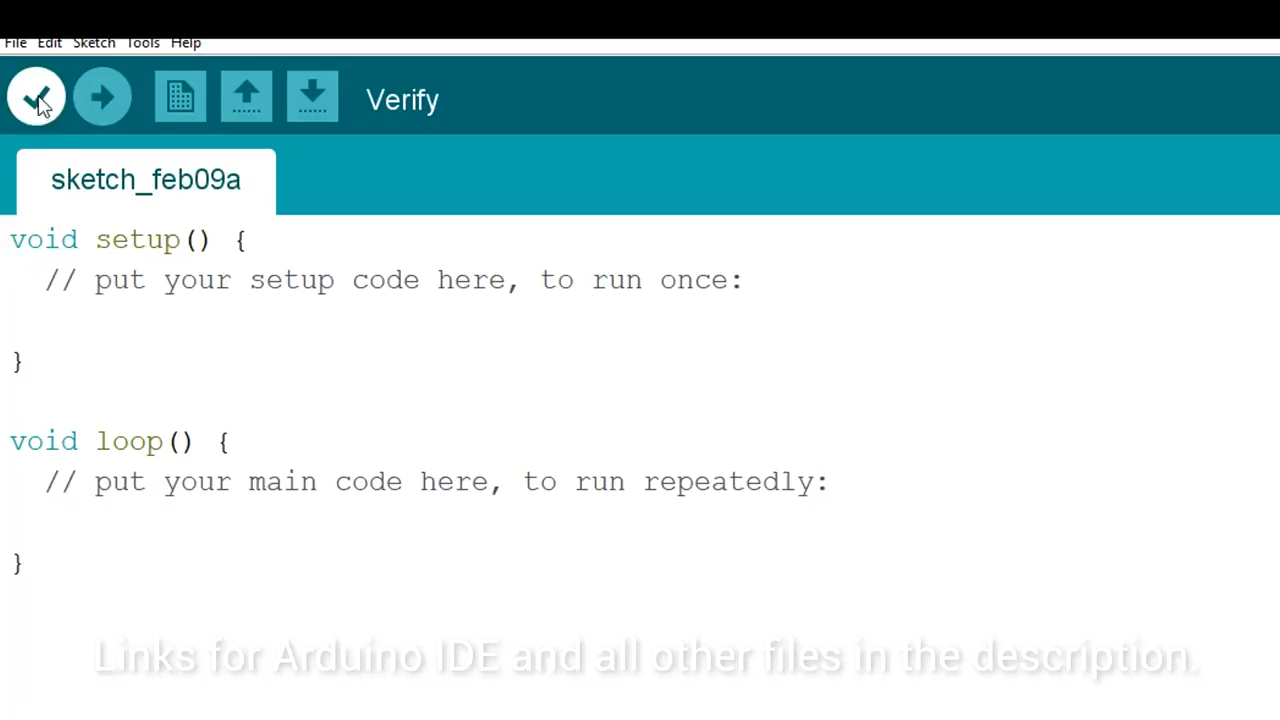 File Edit Sketch Tools Help
Verify
sketch_feb09a
void setup() {
// put your setup code here, to run once:
}
void loop() {
// put your main code here, to run repeatedly:
}
Links for Arduino IDE and all other files in the description.